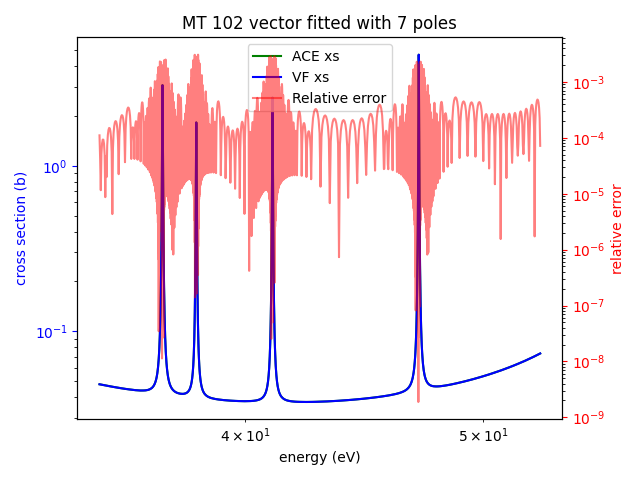 MT 102 vector fitted with 7 poles
ACE xs
VF xs
Relative error
cross section (b)
10⁰
10⁻¹
10⁻³
10⁻⁴
10⁻⁵
10⁻⁶
10⁻⁷
10⁻⁸
10⁻⁹
relative error
4 × 10¹
5 × 10¹
energy (eV)